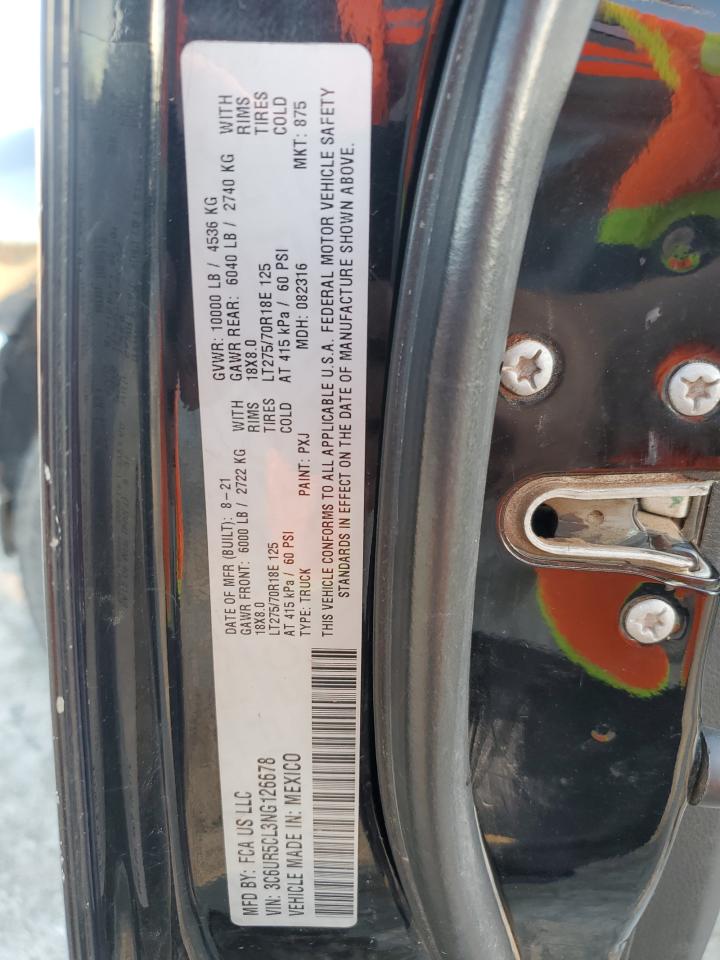 MFD BY: FCA US LLC
DATE OF MFR (BUILT): 8-21
GVWR: 10000 LB / 4536 KG
VIN: 3C6UR5CL3NG126678
GAWR FRONT: 6000 LB / 2722 KG WITH
GAWR REAR: 6040 LB / 2740 KG WITH
VEHICLE MADE IN: MEXICO
18X8.0 RIMS
18X8.0 RIMS
LT275/70R18E 125 TIRES
LT275/70R18E 125 TIRES
AT 415 kPa / 60 PSI COLD
AT 415 kPa / 60 PSI COLD
TYPE: TRUCK PAINT: PXJ MDH: 082316 MKT: 875
THIS VEHICLE CONFORMS TO ALL APPLICABLE U.S.A. FEDERAL MOTOR VEHICLE SAFETY
STANDARDS IN EFFECT ON THE DATE OF MANUFACTURE SHOWN ABOVE.